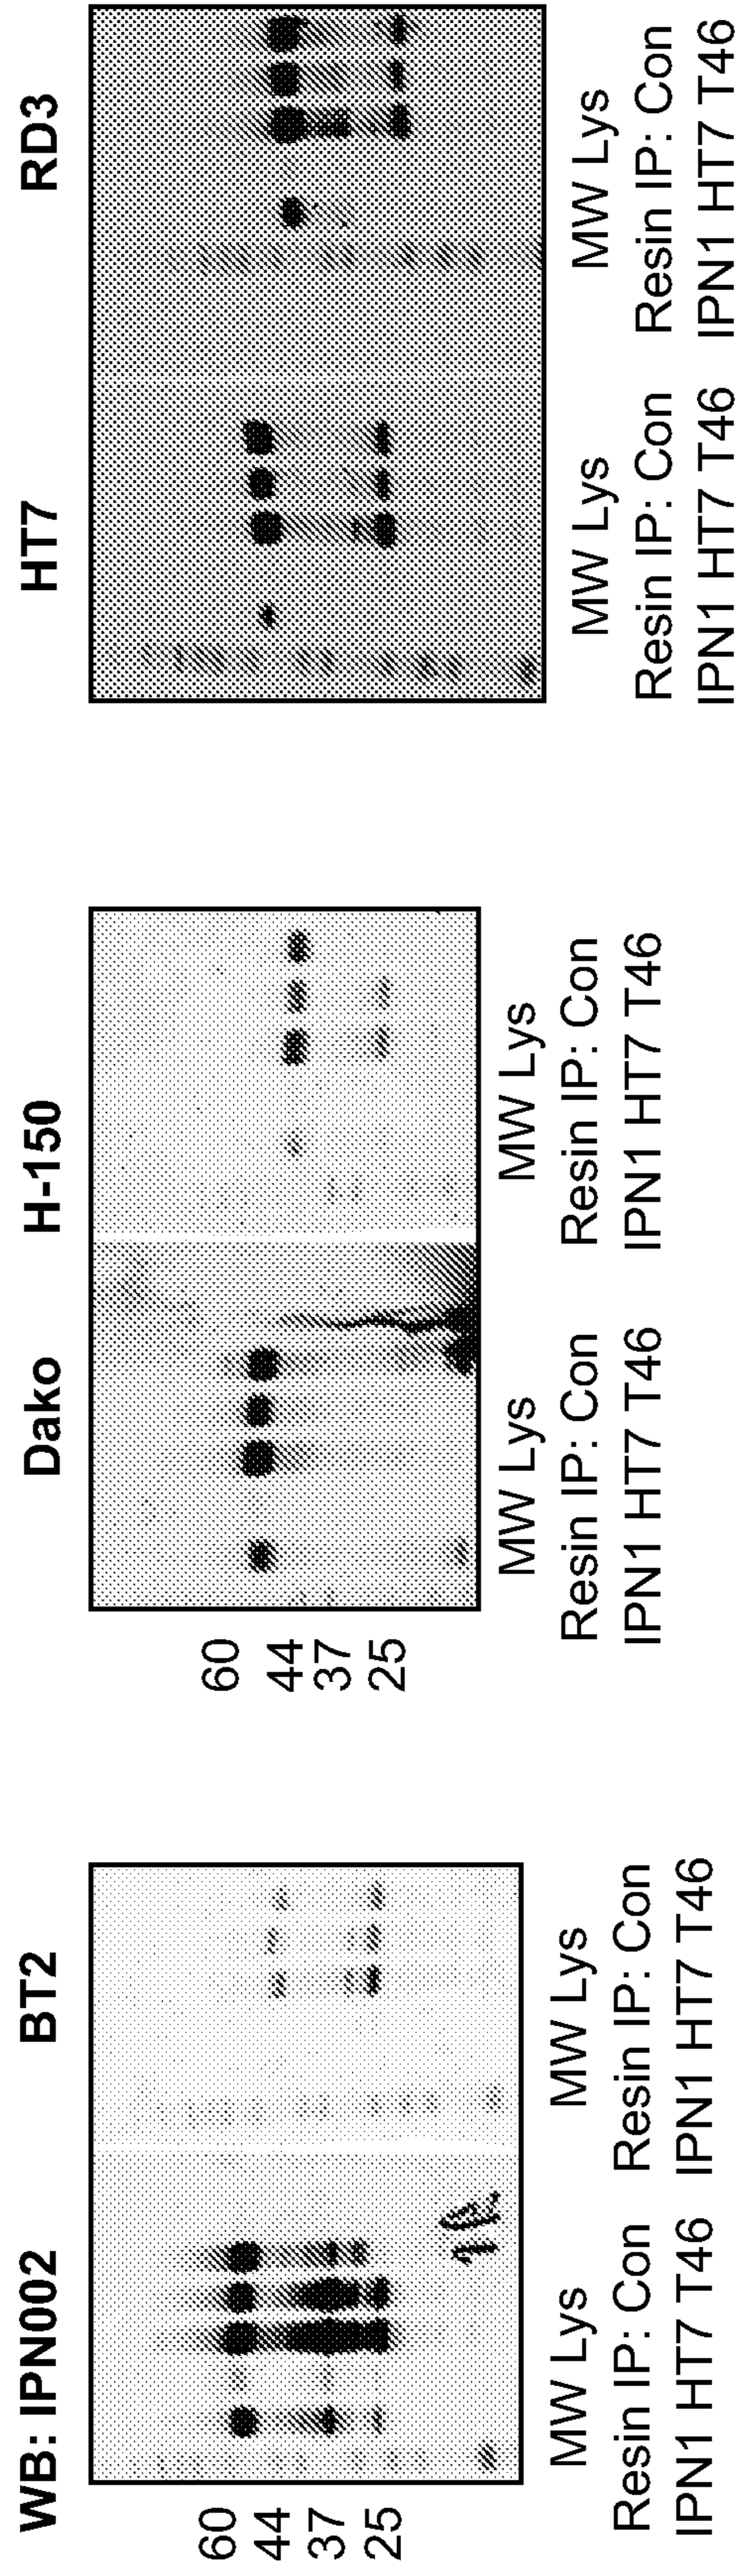 WB: IPN002
BT2
60
44
37
25
MW Lys
Resin IP: Con
IPN1 HT7 T46
MW Lys
Resin IP: Con
IPN1 HT7 T46
Dako
H-150
60
44
37
25
MW Lys
Resin IP: Con
IPN1 HT7 T46
MW Lys
Resin IP: Con
IPN1 HT7 T46
HT7
RD3
MW Lys
Resin IP: Con
IPN1 HT7 T46
MW Lys
Resin IP: Con
IPN1 HT7 T46